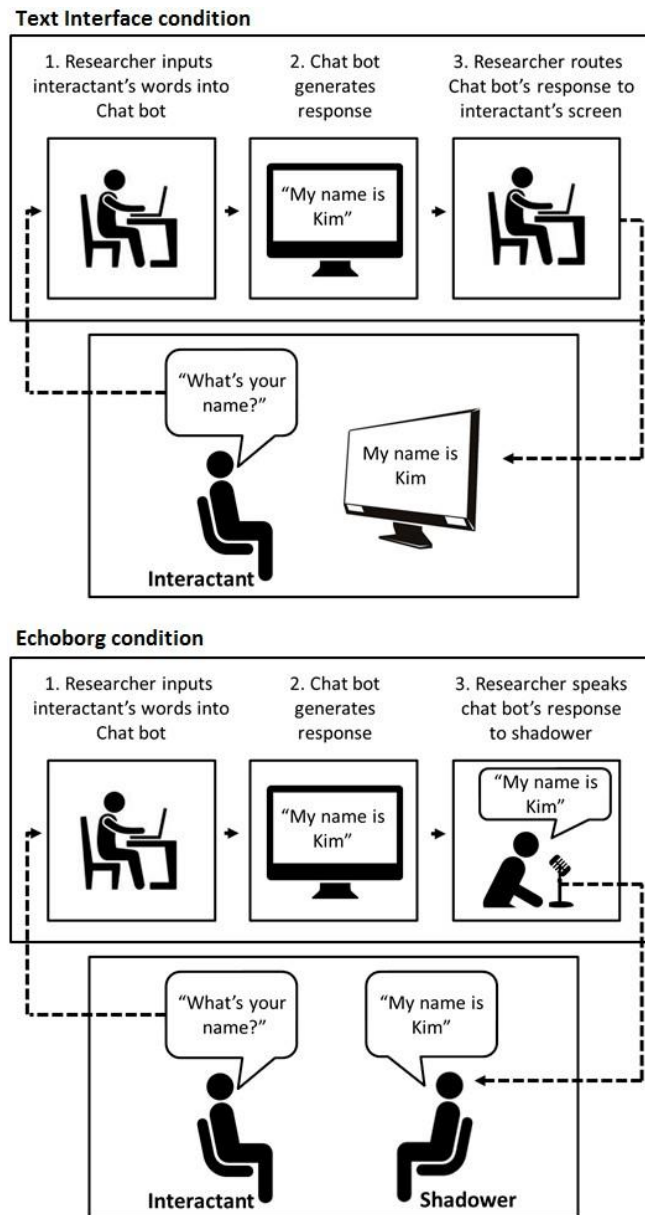 Text Interface condition
1. Researcher inputs
interactant's words into
Chat bot
2. Chat bot
generates
response
3. Researcher routes
Chat bot's response to
interactant's screen
“My name is
Kim”
“What's your
name?”
My name is
Kim
Interactant
Echoborg condition
1. Researcher inputs
interactant's words into
Chat bot
2. Chat bot
generates
response
3. Researcher speaks
chat bot's response
to shadower
“My name is
Kim”
“My name is
Kim”
“What's your
name?”
“My name is
Kim”
Interactant
Shadower